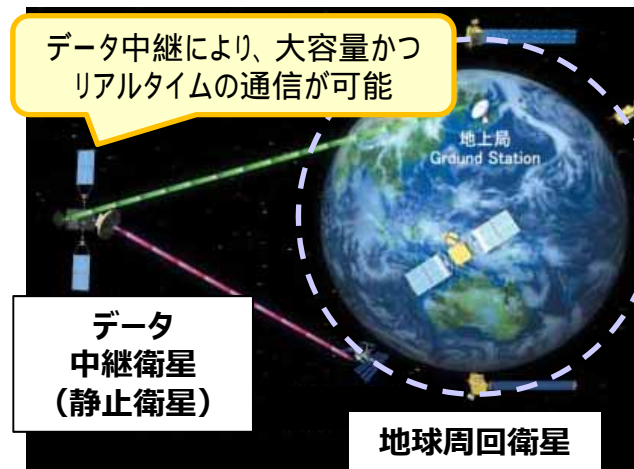 データ中継により、大容量かつ
リアルタイムの通信が可能
地上局
Ground Station
データ
中継衛星
（静止衛星）
地球周回衛星